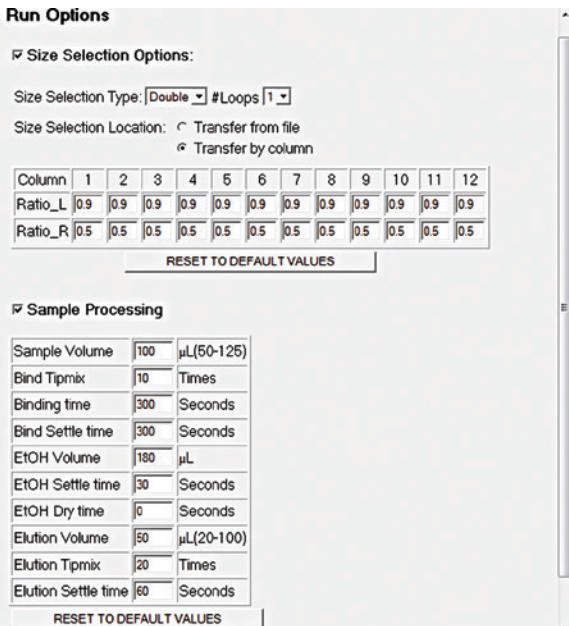 Run Options
Size Selection Options:
Size Selection Type: Double #Loops 1
Size Selection Location: Transfer from file
Transfer by column
Column 1 2 3 4 5 6 7 8 9 10 11 12
Ratio_L 0.9 0.9 0.9 0.9 0.9 0.9 0.9 0.9 0.9 0.9 0.9 0.9
Ratio_R 0.5 0.5 0.5 0.5 0.5 0.5 0.5 0.5 0.5 0.5 0.5 0.5
RESET TO DEFAULT VALUES
Sample Processing
Sample Volume 100 µL(50-125)
Bind Tipmix 10 Times
Binding time 300 Seconds
Bind Settle time 300 Seconds
EtOH Volume 180 µL
EtOH Settle time 30 Seconds
EtOH Dry time 0 Seconds
Elution Volume 50 µL(20-100)
Elution Tipmix 20 Times
Elution Settle time 60 Seconds
RESET TO DEFAULT VALUES